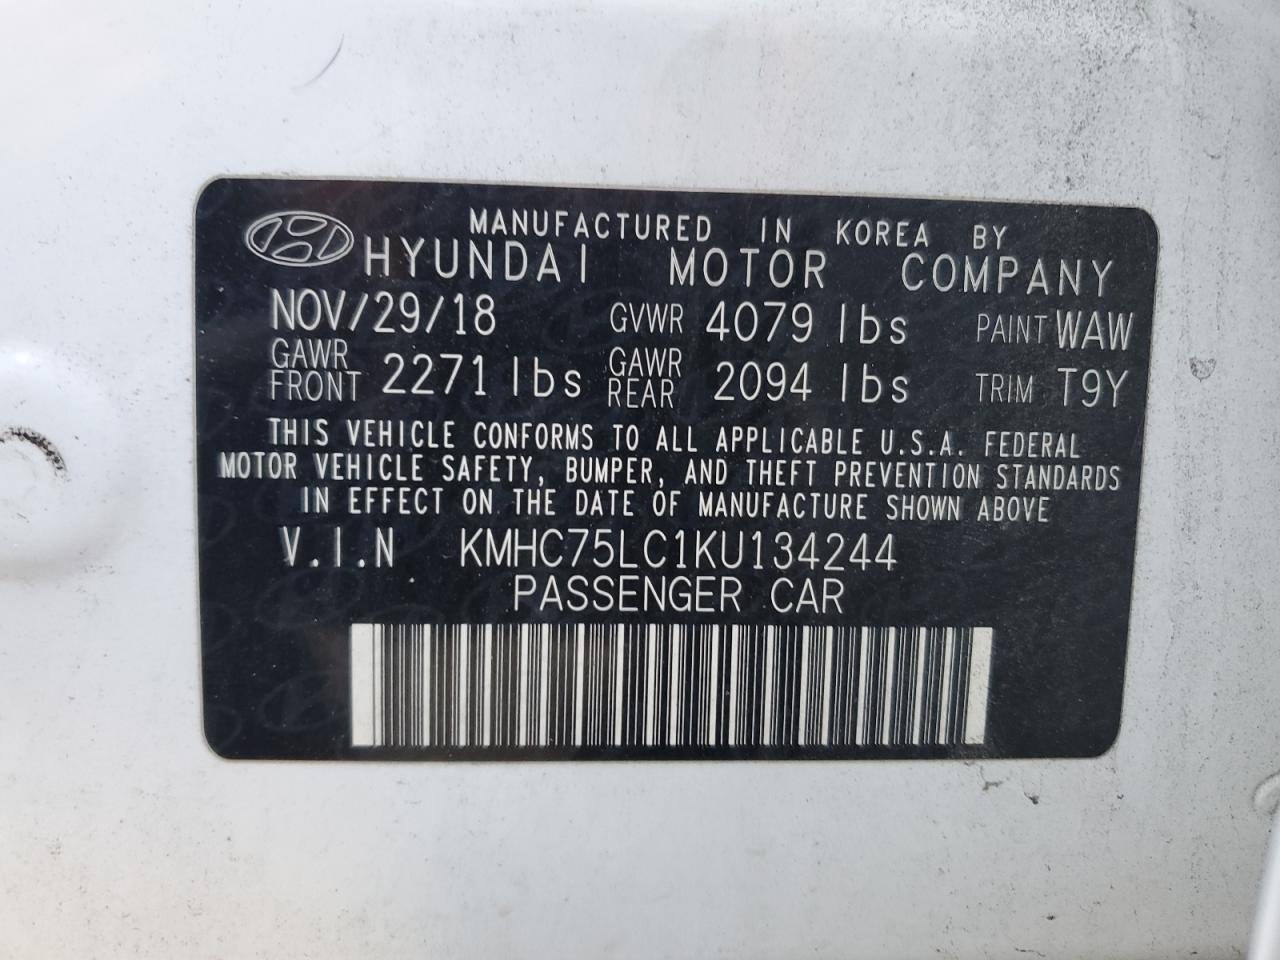 MANUFACTURED IN KOREA BY
HYUNDAI MOTOR COMPANY
NOV/29/18 GVWR 4079 lbs PAINT WAW
GAWR FRONT 2271 lbs GAWR REAR 2094 lbs TRIM T9Y
THIS VEHICLE CONFORMS TO ALL APPLICABLE U.S.A. FEDERAL
MOTOR VEHICLE SAFETY, BUMPER, AND THEFT PREVENTION STANDARDS
IN EFFECT ON THE DATE OF MANUFACTURE SHOWN ABOVE
V.I.N KMHC75LC1KU134244
PASSENGER CAR